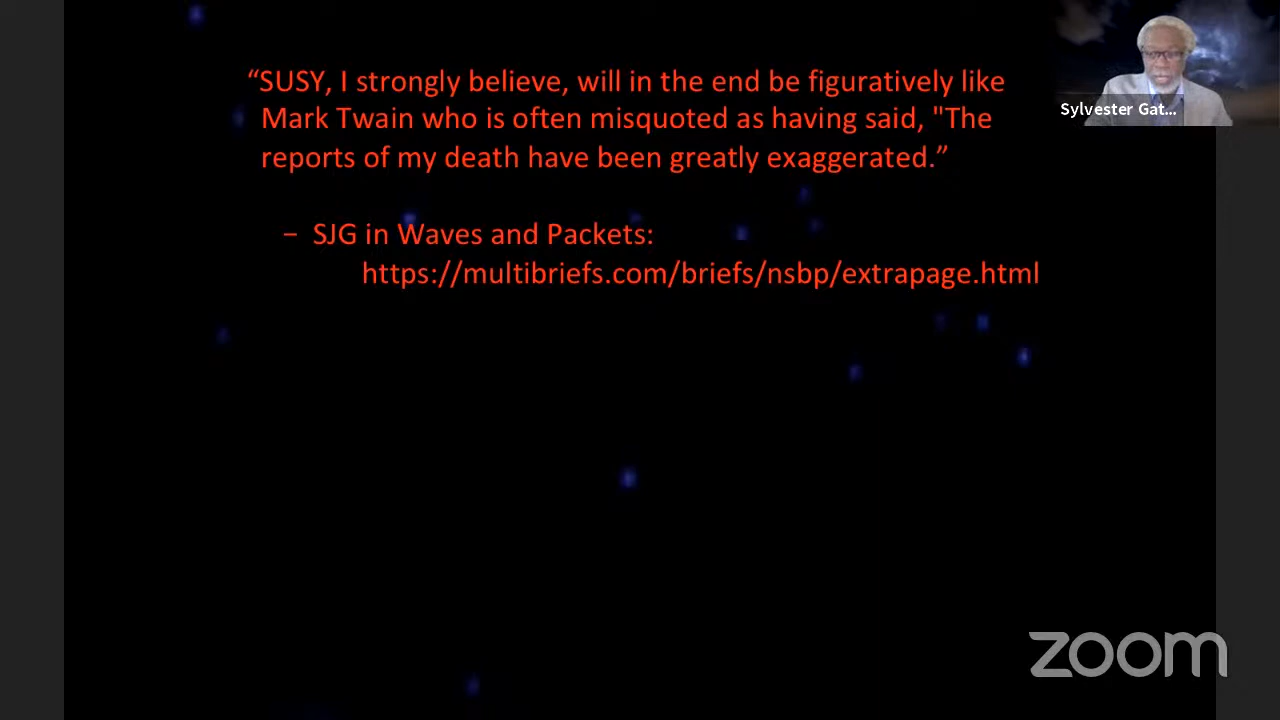 “SUSY, I strongly believe, will in the end be figuratively like
Mark Twain who is often misquoted as having said, "The
reports of my death have been greatly exaggerated.”
– SJG in Waves and Packets:
https://multibriefs.com/briefs/nsbp/extrapage.html
Sylvester Gat...
zoom